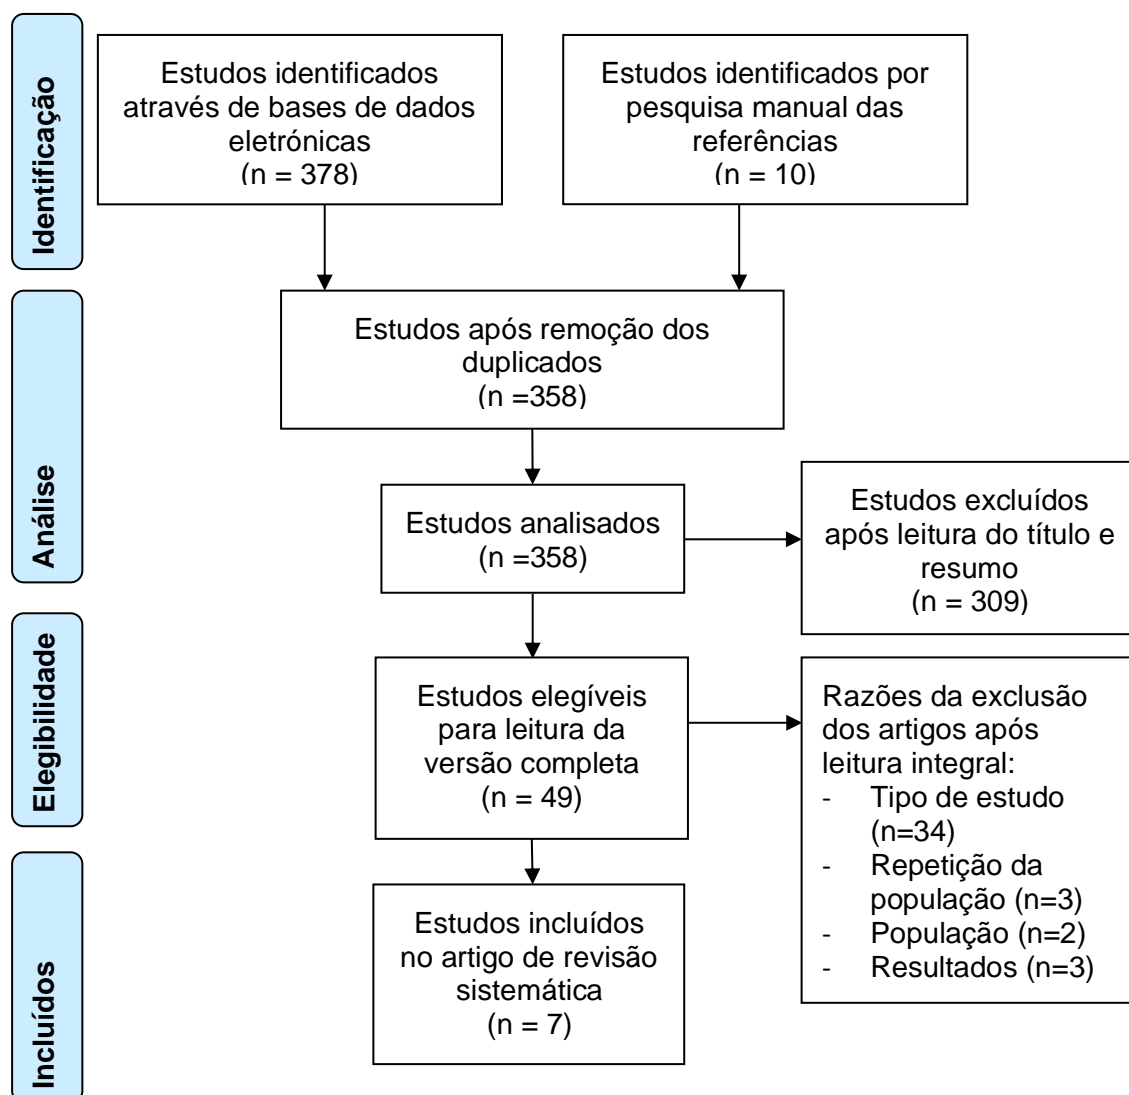 Identificação
Estudos identificados
através de bases de dados
eletrónicas
(n = 378)
Estudos identificados por
pesquisa manual das
referências
(n = 10)
Análise
Estudos após remoção dos
duplicados
(n =358)
Estudos analisados
(n =358)
Estudos excluídos
após leitura do título e
resumo
(n = 309)
Elegibilidade
Estudos elegíveis
para leitura da
versão completa
(n = 49)
Razões da exclusão
dos artigos após
leitura integral:
- Tipo de estudo
(n=34)
- Repetição da
população (n=3)
- População (n=2)
- Resultados (n=3)
Incluídos
Estudos incluídos
no artigo de revisão
sistemática
(n = 7)